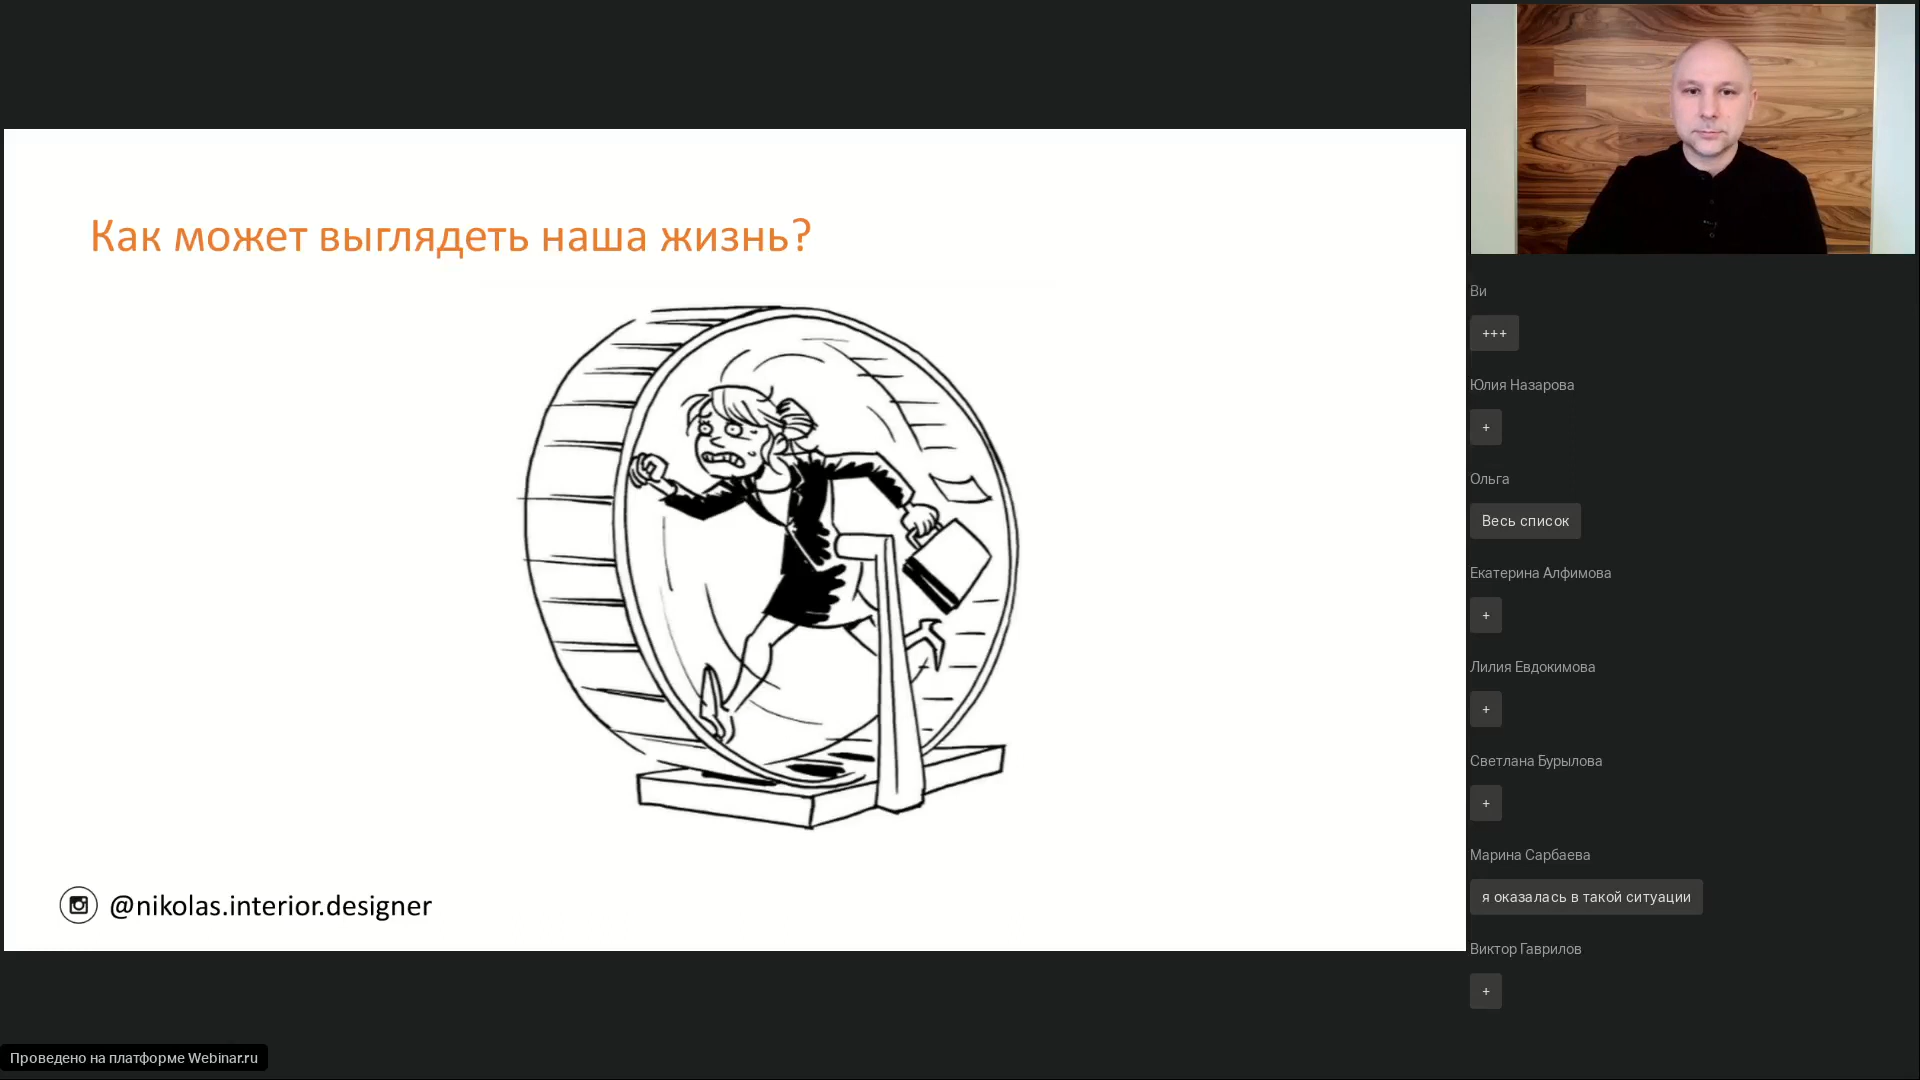 Как может выглядеть наша жизнь?
@nikolas.interior.designer
Ви
+++
Юлия Назарова
+
Ольга
Весь список
Екатерина Алфимова
+
Лилия Евдокимова
+
Светлана Бурылова
+
Марина Сарбаева
я оказалась в такой ситуации
Виктор Гаврилов
+
Проведено на платформе Webinar.ru